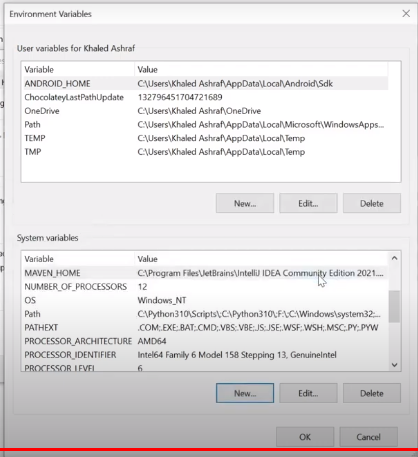 Environment Variables
User variables for Khaled Ashraf
Variable Value
ANDROID_HOME C:\Users\Khaled Ashraf\AppData\Local\Android\Sdk
ChocolateyLastPathUpdate 132796451704721689
OneDrive C:\Users\Khaled Ashraf\OneDrive
Path C:\Users\Khaled Ashraf\AppData\Local\Microsoft\WindowsApps...
TEMP C:\Users\Khaled Ashraf\AppData\Local\Temp
TMP C:\Users\Khaled Ashraf\AppData\Local\Temp
New... Edit... Delete
System variables
Variable Value
MAVEN_HOME C:\Program Files\JetBrains\IntelliJ IDEA Community Edition 2021....
NUMBER_OF_PROCESSORS 12
OS Windows_NT
Path C:\Python310\Scripts\;C:\Python310\;F:\;C:\Windows\system32;...
PATHEXT .COM;.EXE;.BAT;.CMD;.VBS;.VBE;.JS;.JSE;.WSF;.WSH;.MSC;.PY;.PYW
PROCESSOR_ARCHITECTURE AMD64
PROCESSOR_IDENTIFIER Intel64 Family 6 Model 158 Stepping 13, GenuineIntel
PROCESSOR_LEVEL 6
New... Edit... Delete
OK Cancel